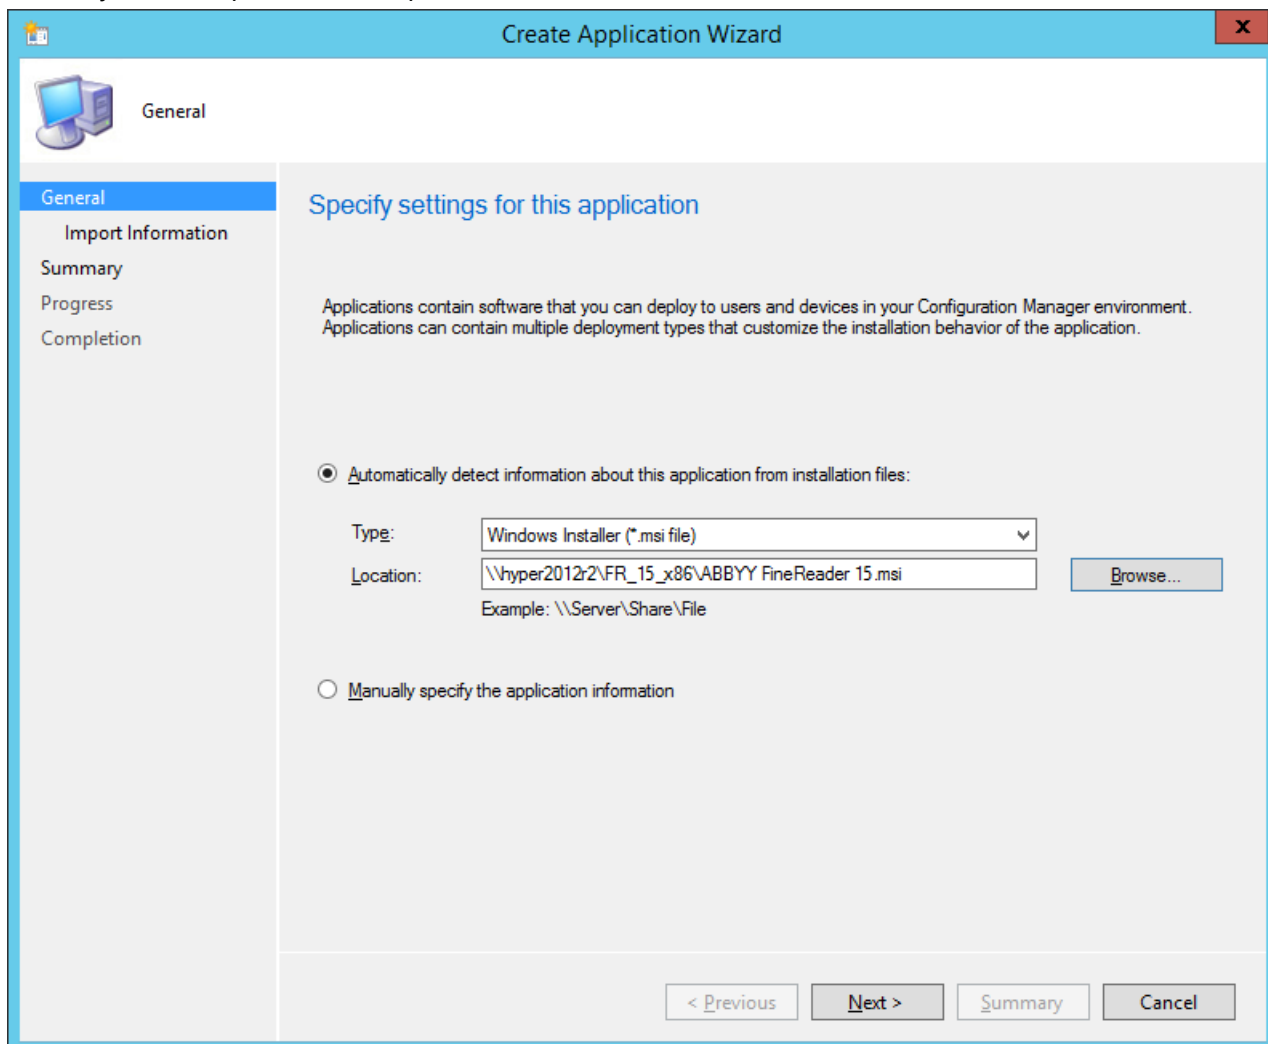 Create Application Wizard
X
General
General
Import Information
Summary
Progress
Completion
Specify settings for this application
Applications contain software that you can deploy to users and devices in your Configuration Manager environment.
Applications can contain multiple deployment types that customize the installation behavior of the application.
Automatically detect information about this application from installation files:
Type: Windows Installer (*.msi file)
Location: \\hyper2012r2\FR_15_x86\ABBYY FineReader 15.msi Browse...
Example: \\Server\Share\File
Manually specify the application information
< Previous Next > Summary Cancel